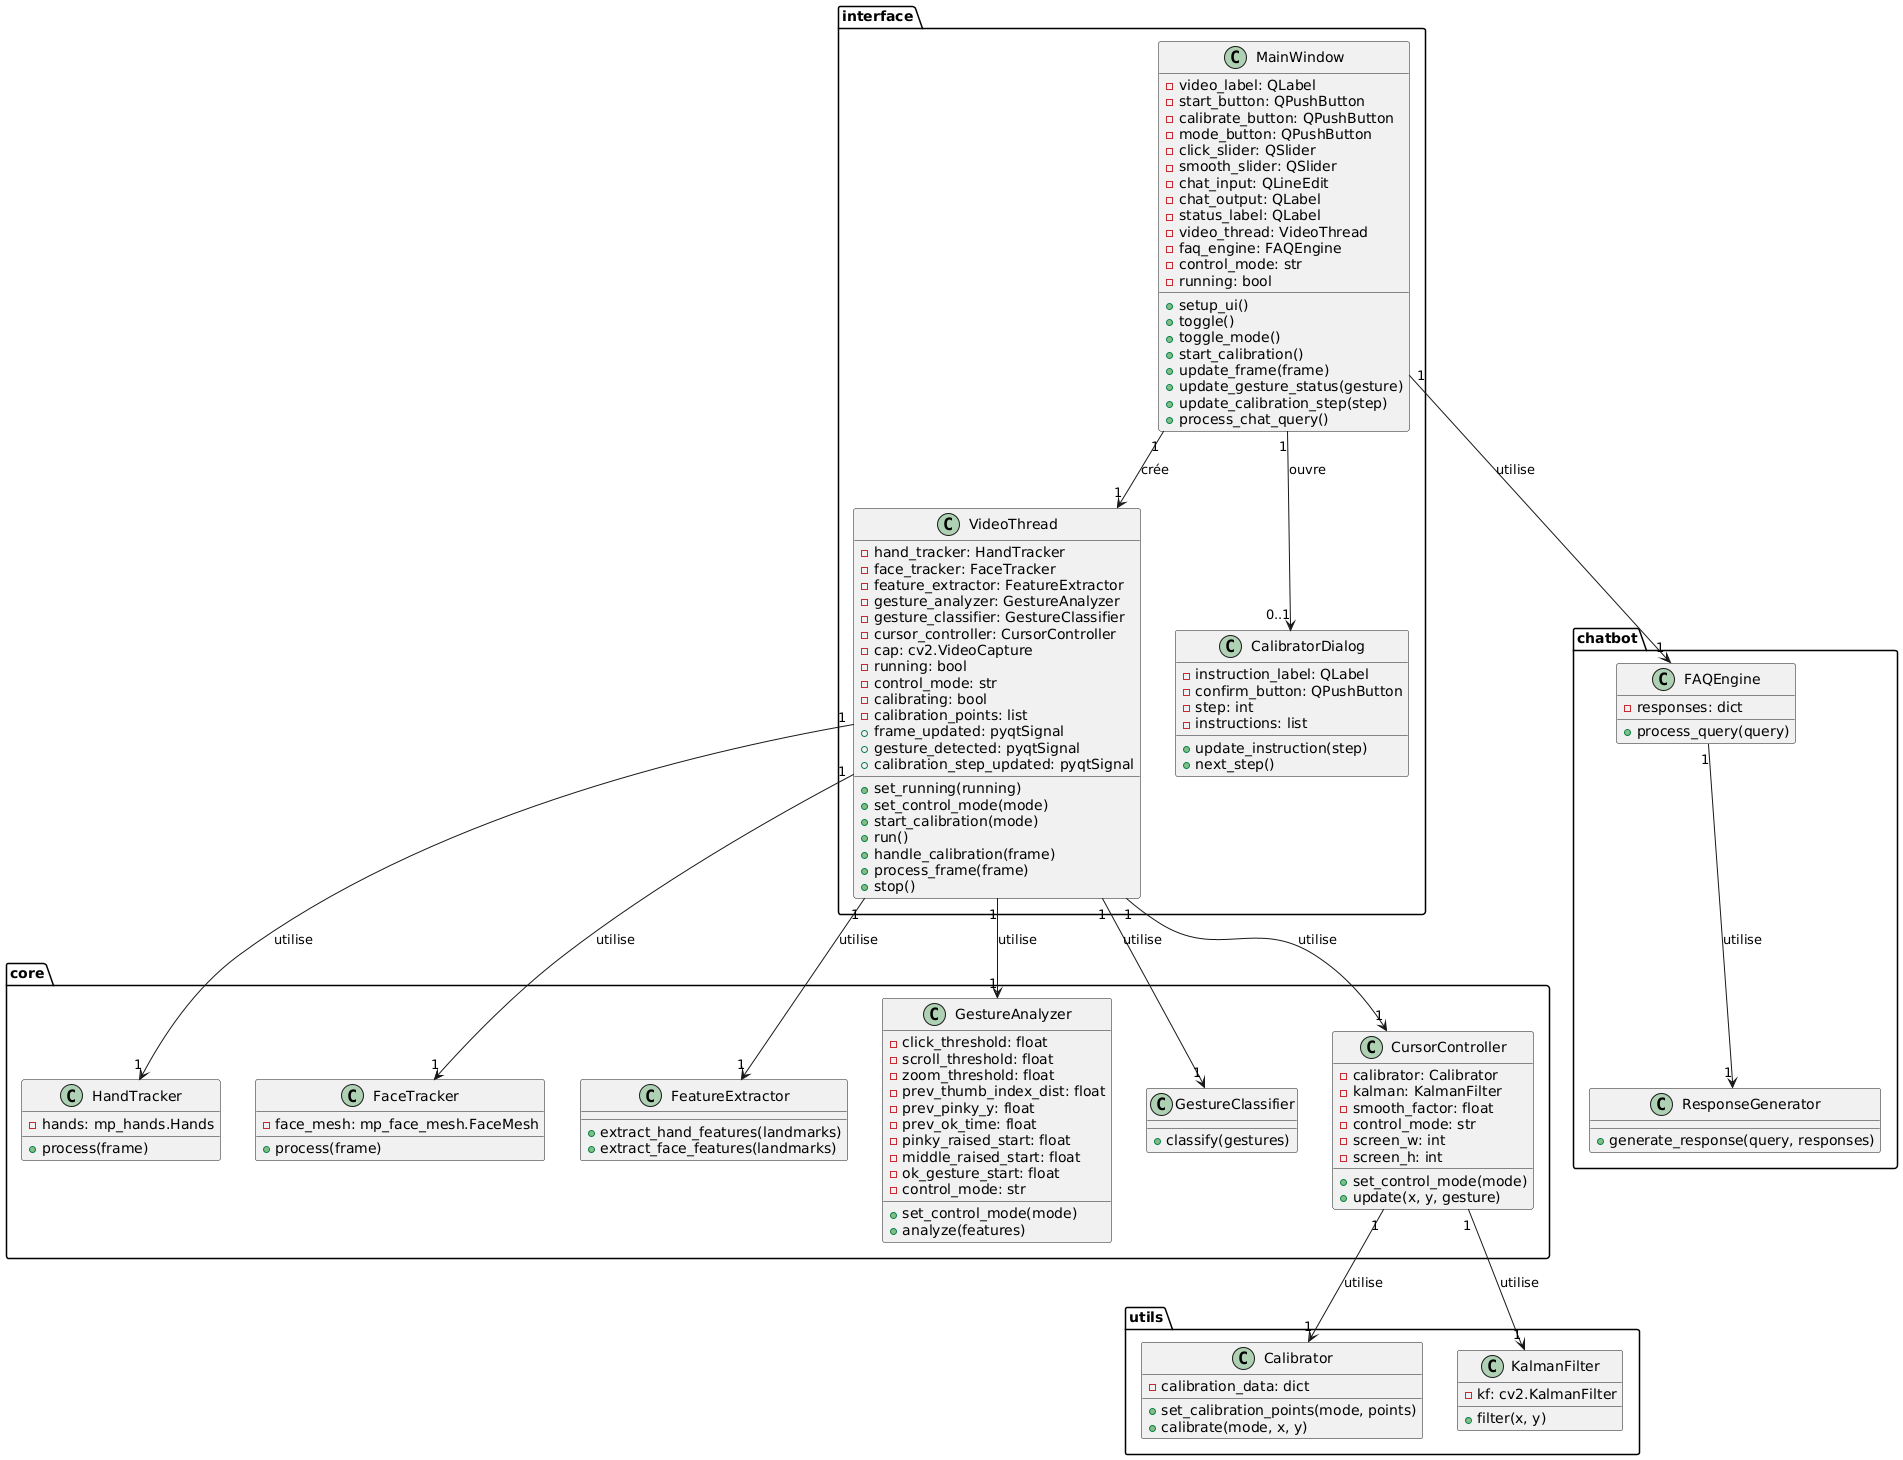 interface
C MainWindow
video_label: QLabel
start_button: QPushButton
calibrate_button: QPushButton
mode_button: QPushButton
click_slider: QSlider
smooth_slider: QSlider
chat_input: QLineEdit
chat_output: QLabel
status_label: QLabel
video_thread: VideoThread
faq_engine: FAQEngine
control_mode: str
running: bool
setup_ui()
toggle()
toggle_mode()
start_calibration()
update_frame(frame)
update_gesture_status(gesture)
update_calibration_step(step)
process_chat_query()
1
crée
1
1
ouvre
0..1
1
utilise
1
C VideoThread
hand_tracker: HandTracker
face_tracker: FaceTracker
feature_extractor: FeatureExtractor
gesture_analyzer: GestureAnalyzer
gesture_classifier: GestureClassifier
cursor_controller: CursorController
cap: cv2.VideoCapture
running: bool
control_mode: str
calibrating: bool
calibration_points: list
frame_updated: pyqtSignal
gesture_detected: pyqtSignal
calibration_step_updated: pyqtSignal
set_running(running)
set_control_mode(mode)
start_calibration(mode)
run()
handle_calibration(frame)
process_frame(frame)
stop()
C CalibratorDialog
instruction_label: QLabel
confirm_button: QPushButton
step: int
instructions: list
update_instruction(step)
next_step()
chatbot
C FAQEngine
responses: dict
process_query(query)
1
utilise
1
C ResponseGenerator
generate_response(query, responses)
1
utilise
1
1
utilise
1
1
utilise
1
1
utilise
1
1
utilise
1
1
utilise
1
core
C HandTracker
hands: mp_hands.Hands
process(frame)
C FaceTracker
face_mesh: mp_face_mesh.FaceMesh
process(frame)
C FeatureExtractor
extract_hand_features(landmarks)
extract_face_features(landmarks)
C GestureAnalyzer
click_threshold: float
scroll_threshold: float
zoom_threshold: float
prev_thumb_index_dist: float
prev_pinky_y: float
prev_ok_time: float
pinky_raised_start: float
middle_raised_start: float
ok_gesture_start: float
control_mode: str
set_control_mode(mode)
analyze(features)
C GestureClassifier
classify(gestures)
C CursorController
calibrator: Calibrator
kalman: KalmanFilter
smooth_factor: float
control_mode: str
screen_w: int
screen_h: int
set_control_mode(mode)
update(x, y, gesture)
1
utilise
1
1
utilise
1
utils
C Calibrator
calibration_data: dict
set_calibration_points(mode, points)
calibrate(mode, x, y)
C KalmanFilter
kf: cv2.KalmanFilter
filter(x, y)